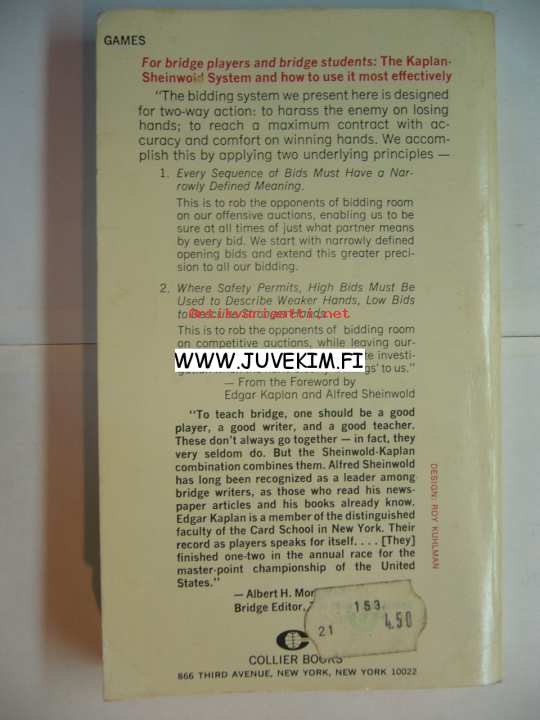 GAMES
For bridge players and bridge students: The Kaplan-
Sheinwold System and how to use it most effectively
"The bidding system we present here is designed
for two-way action: to harass the enemy on losing
hands; to reach a maximum contract with ac-
curacy and comfort on winning hands. We accom-
plish this by applying two underlying principles —
1. Every Sequence of Bids Must Have a Nar-
rowly Defined Meaning.
This is to rob the opponents of bidding room
on our offensive auctions, enabling us to be
sure at all times of just what partner means
by every bid. We start with narrowly defined
opening bids and extend this greater preci-
sion to all our bidding.
2. Where Safety Permits, High Bids Must Be
Used to Describe Weaker Hands, Low Bids
to Describe Stronger Hands.
This is to rob the opponents of bidding room
on competitive auctions, while leaving our-
WWW.JUVEKIM.FI
investi-
to us."
— From the Foreword by
Edgar Kaplan and Alfred Sheinwold
"To teach bridge, one should be a good
player, a good writer, and a good teacher.
These don't always go together — in fact, they
very seldom do. But the Sheinwold-Kaplan
combination combines them. Alfred Sheinwold
has long been recognized as a leader among
bridge writers, as those who read his news-
paper articles and his books already know.
Edgar Kaplan is a member of the distinguished
faculty of the Card School in New York. Their
record as players speaks for itself. . . . [They]
finished one-two in the annual race for the
master-point championship of the United
States."
— Albert H.
Bridge Editor,
153
21 4.50
COLLIER BOOKS
866 THIRD AVENUE, NEW YORK, NEW YORK 10022
DESIGN: ROY KUHLMAN